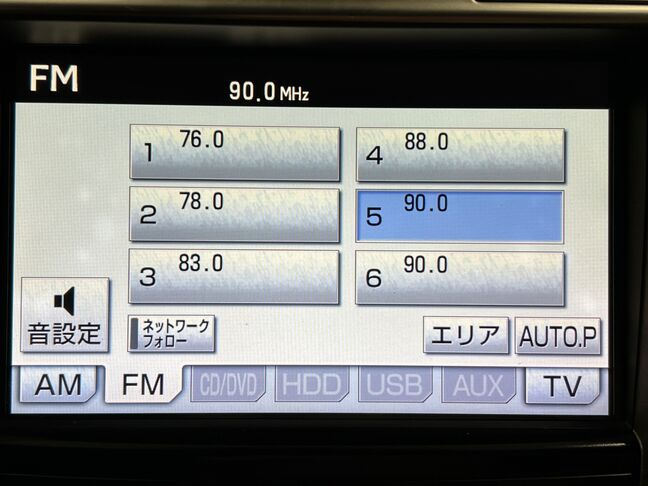 FM
90.0 MHz
1 76.0
4 88.0
2 78.0
5 90.0
3 83.0
6 90.0
音設定
ネットワーク
フォロー
エリア
AUTO.P
AM
FM
CD/DVD
HDD
USB
AUX
TV